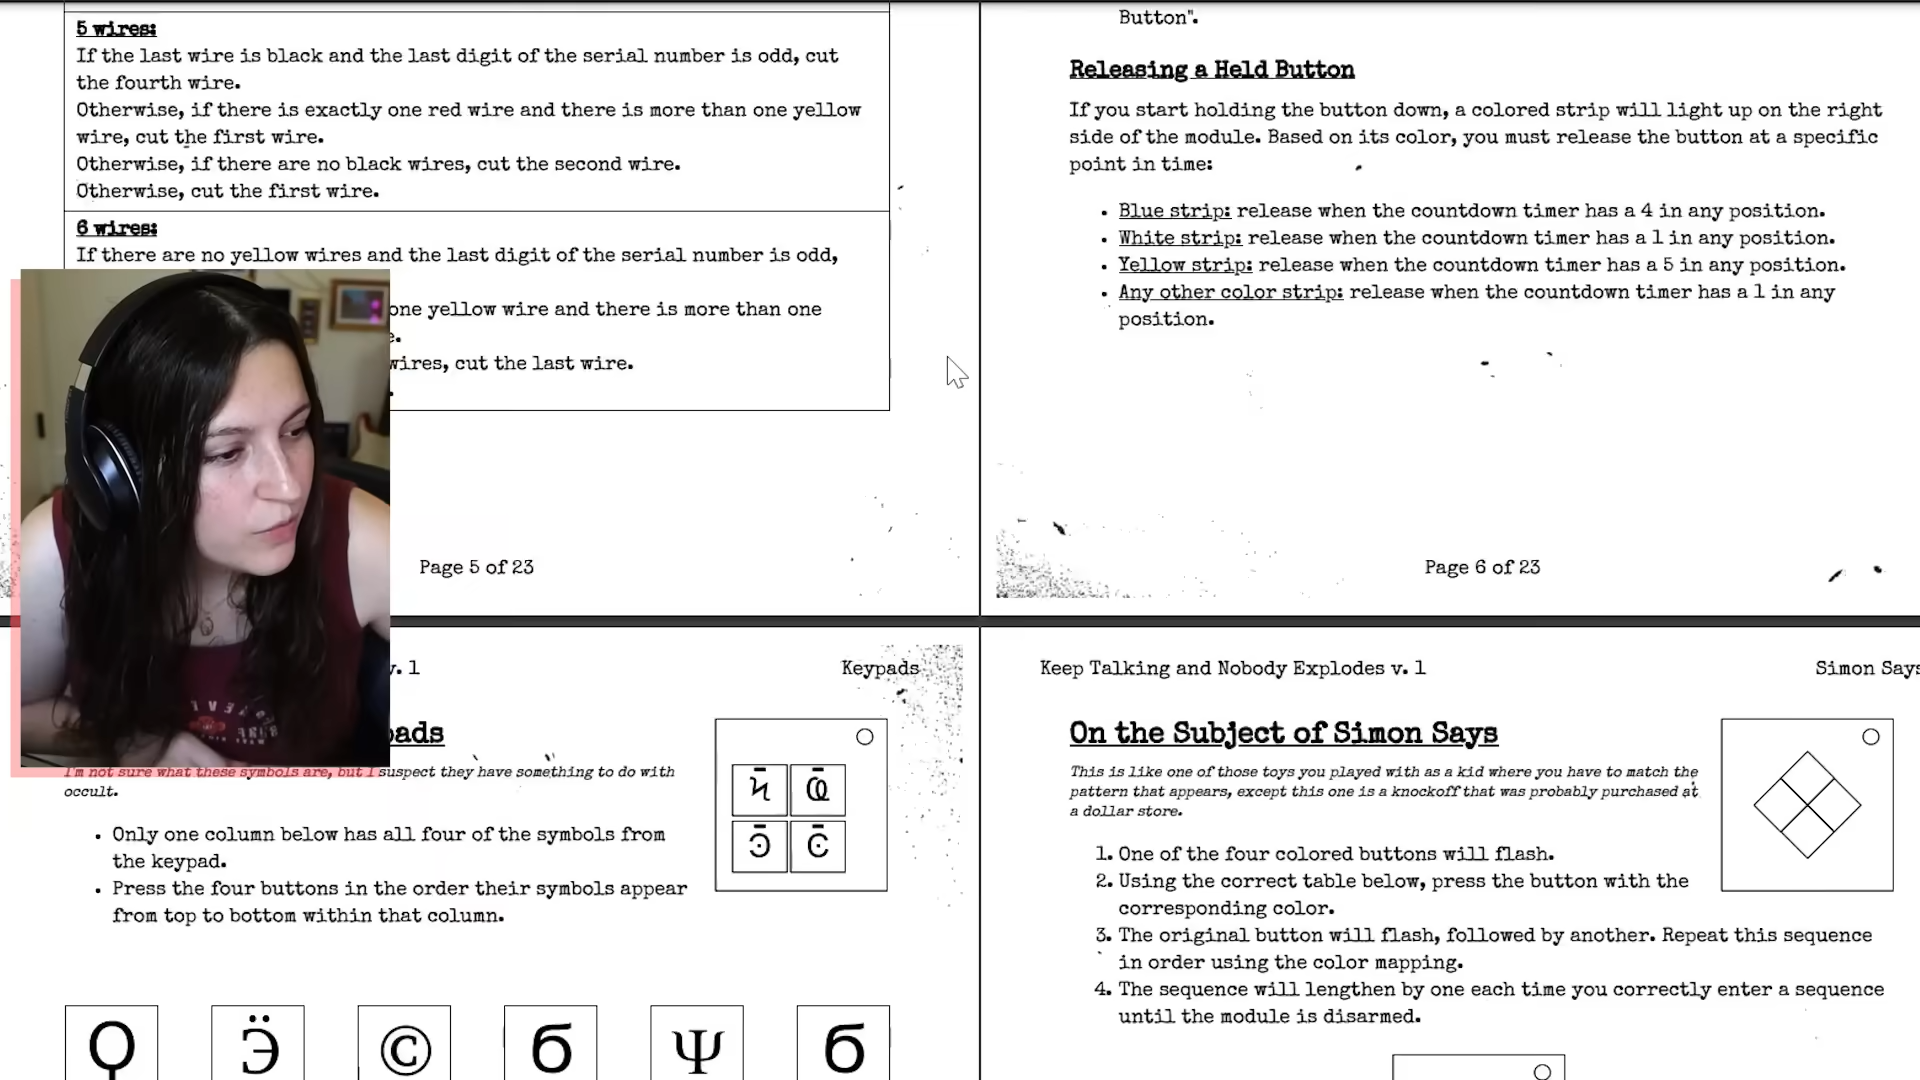 5 wires:
If the last wire is black and the last digit of the serial number is odd, cut
the fourth wire.
Otherwise, if there is exactly one red wire and there is more than one yellow
wire, cut the first wire.
Otherwise, if there are no black wires, cut the second wire.
Otherwise, cut the first wire.
6 wires:
If there are no yellow wires and the last digit of the serial number is odd,
one yellow wire and there is more than one
wires, cut the last wire.
Page 5 of 23
Button".
Releasing a Held Button
If you start holding the button down, a colored strip will light up on the right
side of the module. Based on its color, you must release the button at a specific
point in time:
• Blue strip: release when the countdown timer has a 4 in any position.
• White strip: release when the countdown timer has a 1 in any position.
• Yellow strip: release when the countdown timer has a 5 in any position.
• Any other color strip: release when the countdown timer has a 1 in any
position.
Page 6 of 23
v. 1
Keypads
pads
I'm not sure what these symbols are, but I suspect they have something to do with
occult.
• Only one column below has all four of the symbols from
the keypad.
• Press the four buttons in the order their symbols appear
from top to bottom within that column.
Ϙ Ӭ © б Ψ б
Keep Talking and Nobody Explodes v. 1
Simon Says
On the Subject of Simon Says
This is like one of those toys you played with as a kid where you have to match the
pattern that appears, except this one is a knockoff that was probably purchased at
a dollar store.
1. One of the four colored buttons will flash.
2. Using the correct table below, press the button with the
corresponding color.
3. The original button will flash, followed by another. Repeat this sequence
in order using the color mapping.
4. The sequence will lengthen by one each time you correctly enter a sequence
until the module is disarmed.